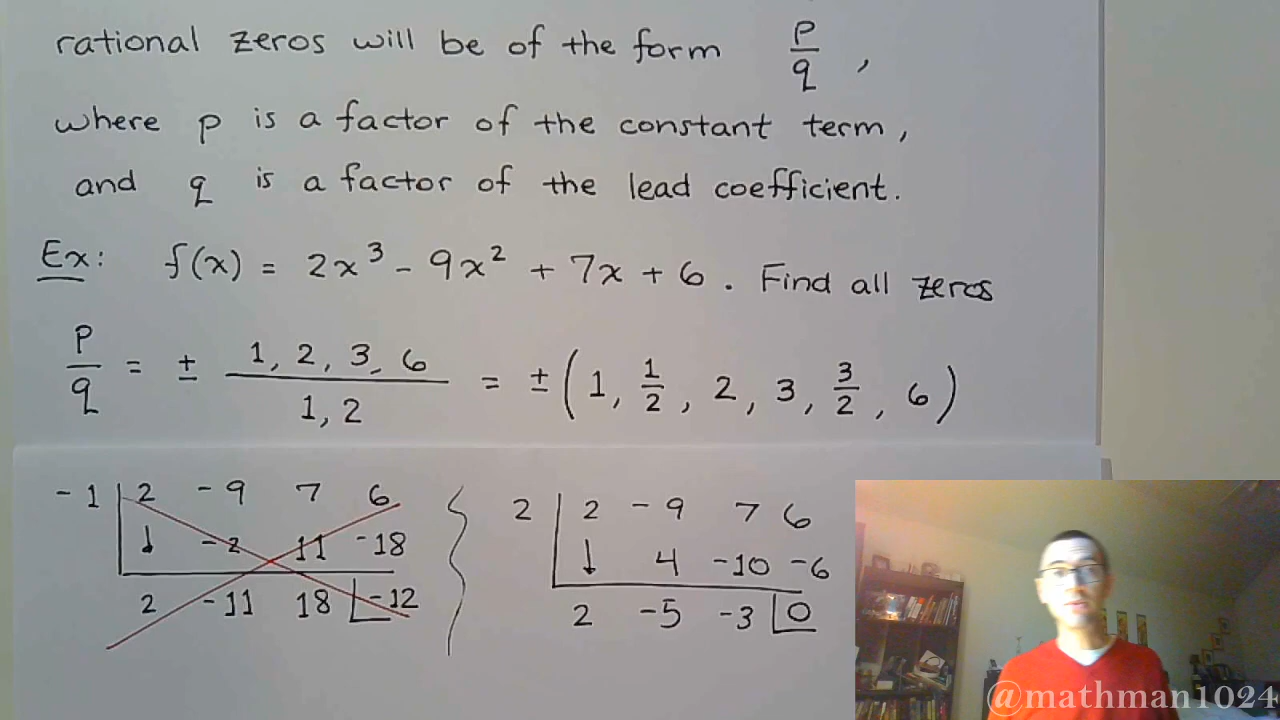 rational zeros will be of the form p/q ,
where p is a factor of the constant term,
and q is a factor of the lead coefficient.
Ex: f(x) = 2x³ - 9x² + 7x + 6 . Find all zeros
p/q = ± 1, 2, 3, 6 / 1, 2 = ± (1, 1/2, 2, 3, 3/2, 6)
-1 | 2 -9 7 6
↓ -2 11 -18
2 -11 18 | -12
2 | 2 -9 7 6
↓ 4 -10 -6
2 -5 -3 | 0
@mathman1024